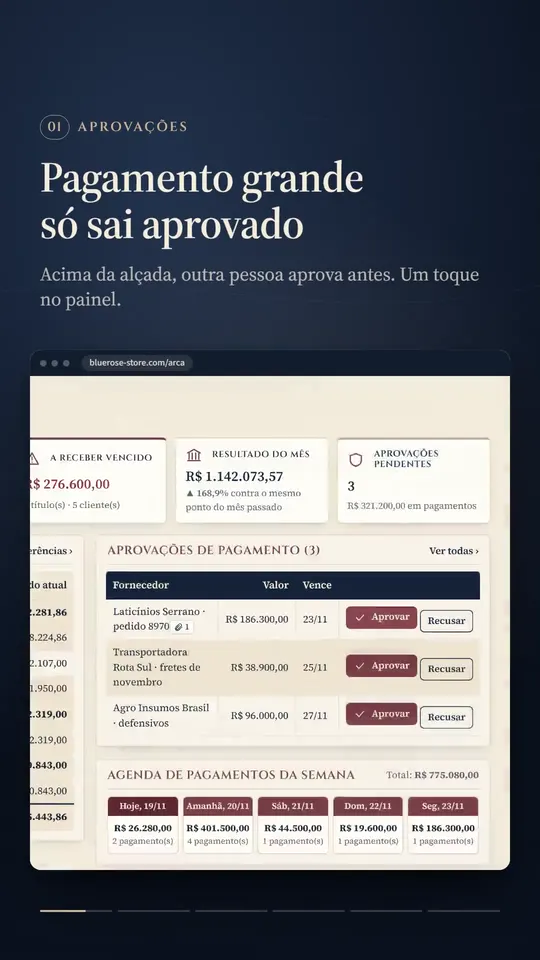 01 APROVAÇÕES
Pagamento grande
só sai aprovado
Acima da alçada, outra pessoa aprova antes. Um toque
no painel.
bluerose-store.com/arca
A RECEBER VENCIDO
R$ 276.600,00
título(s) · 5 cliente(s)
RESULTADO DO MÊS
R$ 1.142.073,57
▲ 168,9% contra o mesmo
ponto do mês passado
APROVAÇÕES
PENDENTES
3
R$ 321.200,00 em pagamentos
erências ›
do atual
2.281,86
8.224,86
2.107,00
1.950,00
2.319,00
2.319,00
0.843,00
0.843,00
5.443,86
APROVAÇÕES DE PAGAMENTO (3)
Ver todas ›
Fornecedor Valor Vence
Laticínios Serrano ·
pedido 8970 1
R$ 186.300,00 23/11 Aprovar Recusar
Transportadora
Rota Sul · fretes de
novembro
R$ 38.900,00 25/11 Aprovar Recusar
Agro Insumos Brasil
· defensivos
R$ 96.000,00 27/11 Aprovar Recusar
AGENDA DE PAGAMENTOS DA SEMANA
Total: R$ 775.080,00
Hoje, 19/11 Amanhã, 20/11 Sáb, 21/11 Dom, 22/11 Seg, 23/11
R$ 26.280,00 R$ 401.500,00 R$ 44.500,00 R$ 19.600,00 R$ 186.300,00
2 pagamento(s) 4 pagamento(s) 1 pagamento(s) 1 pagamento(s) 1 pagamento(s)